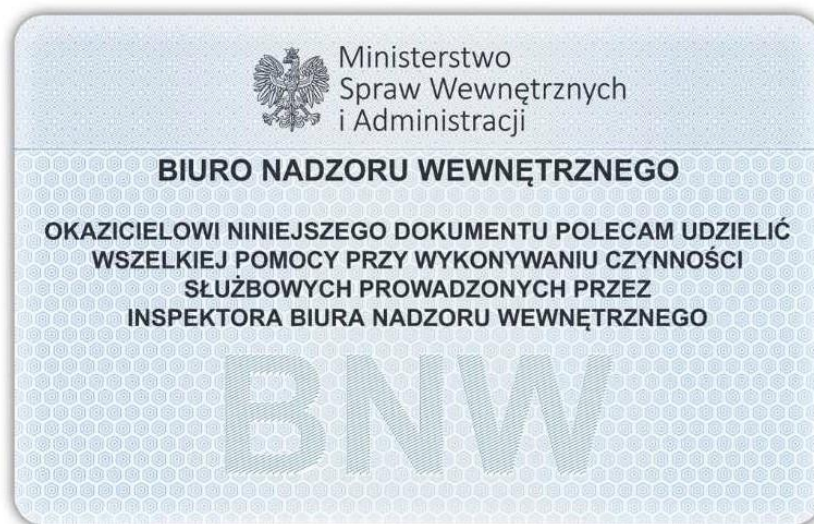 Ministerstwo
Spraw Wewnętrznych
i Administracji
BIURO NADZORU WEWNĘTRZNEGO
OKAZICIELOWI NINIEJSZEGO DOKUMENTU POLECAM UDZIELIĆ
WSZELKIEJ POMOCY PRZY WYKONYWANIU CZYNNOŚCI
SŁUŻBOWYCH PROWADZONYCH PRZEZ
INSPEKTORA BIURA NADZORU WEWNĘTRZNEGO
BNW